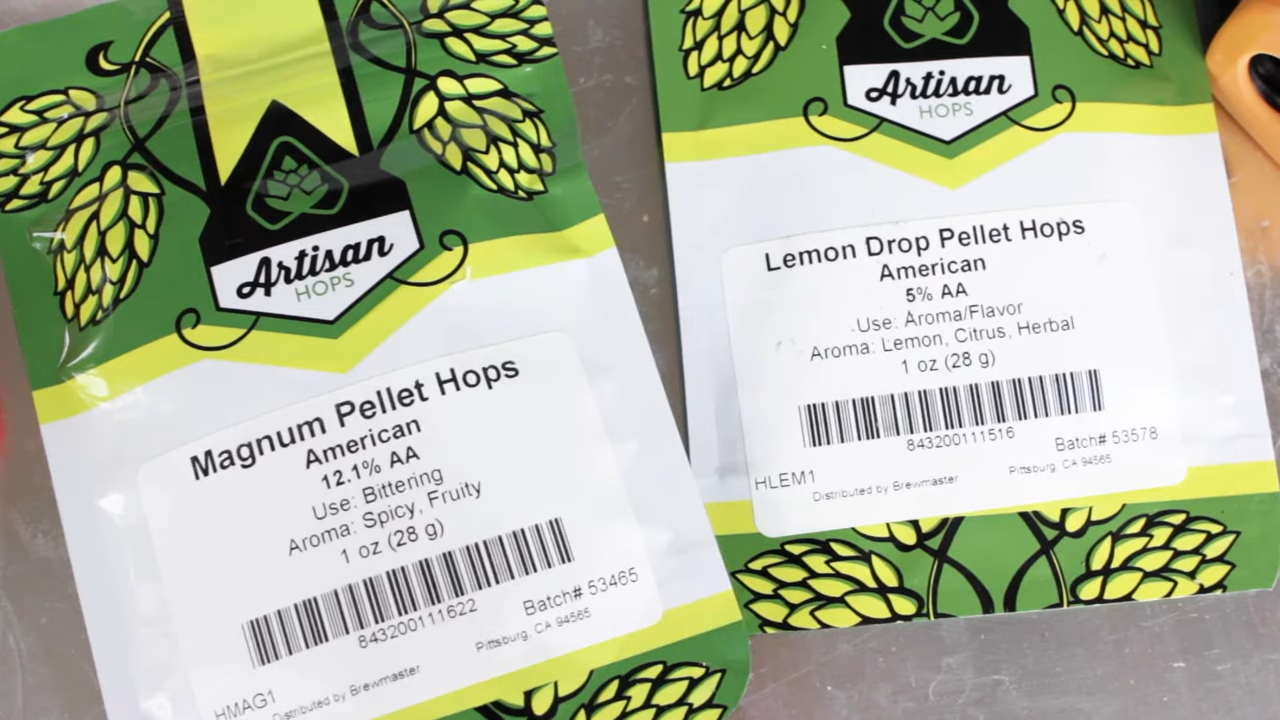 Artisan
HOPS
Magnum Pellet Hops
American
12.1% AA
Use: Bittering
Aroma: Spicy, Fruity
1 oz (28 g)
843200111622
Batch# 53465
HMAG1
Distributed by Brewmaster
Pittsburg, CA 94565
Artisan
HOPS
Lemon Drop Pellet Hops
American
5% AA
Use: Aroma/Flavor
Aroma: Lemon, Citrus, Herbal
1 oz (28 g)
843200111516
Batch# 53578
HLEM1
Distributed by Brewmaster
Pittsburg, CA 94565